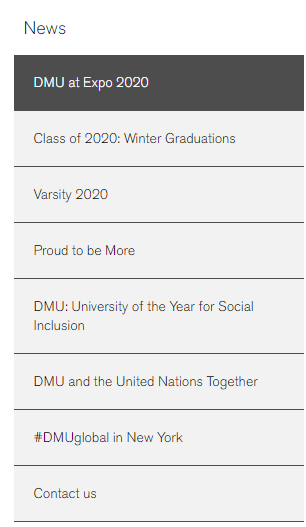 News
DMU at Expo 2020
Class of 2020: Winter Graduations
Varsity 2020
Proud to be More
DMU: University of the Year for Social
Inclusion
DMU and the United Nations Together
#DMUglobal in New York
Contact us